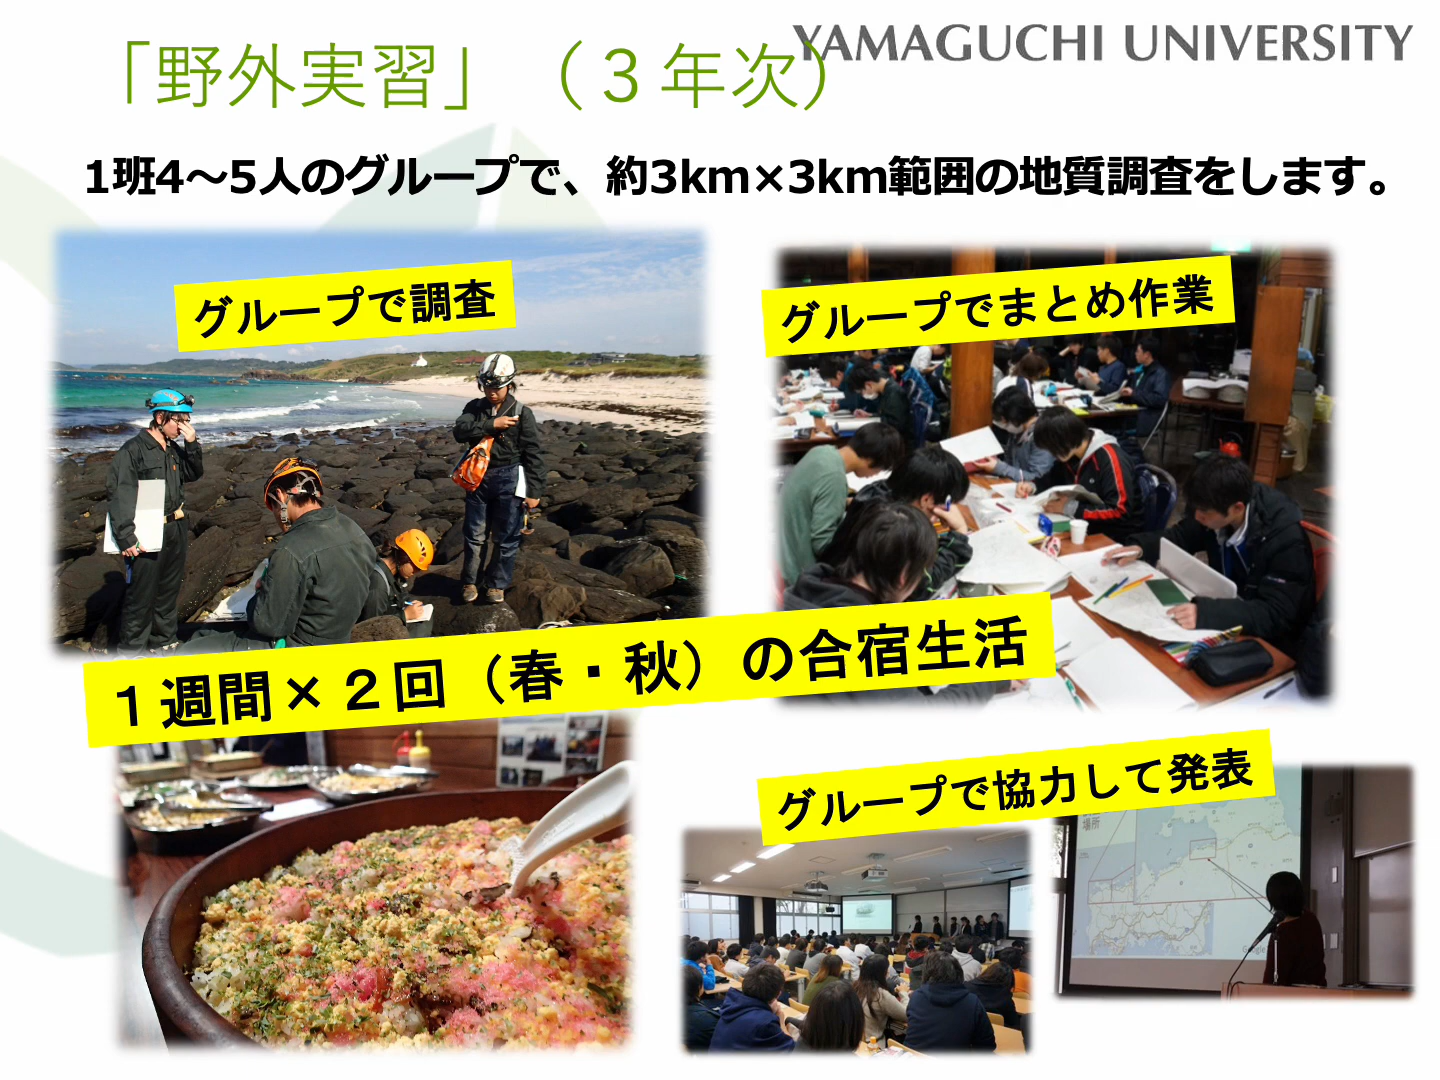 YAMAGUCHI UNIVERSITY
「野外実習」（３年次）
1班4～5人のグループで、約3km×3km範囲の地質調査をします。
グループで調査
グループでまとめ作業
１週間×２回（春・秋）の合宿生活
グループで協力して発表
場所